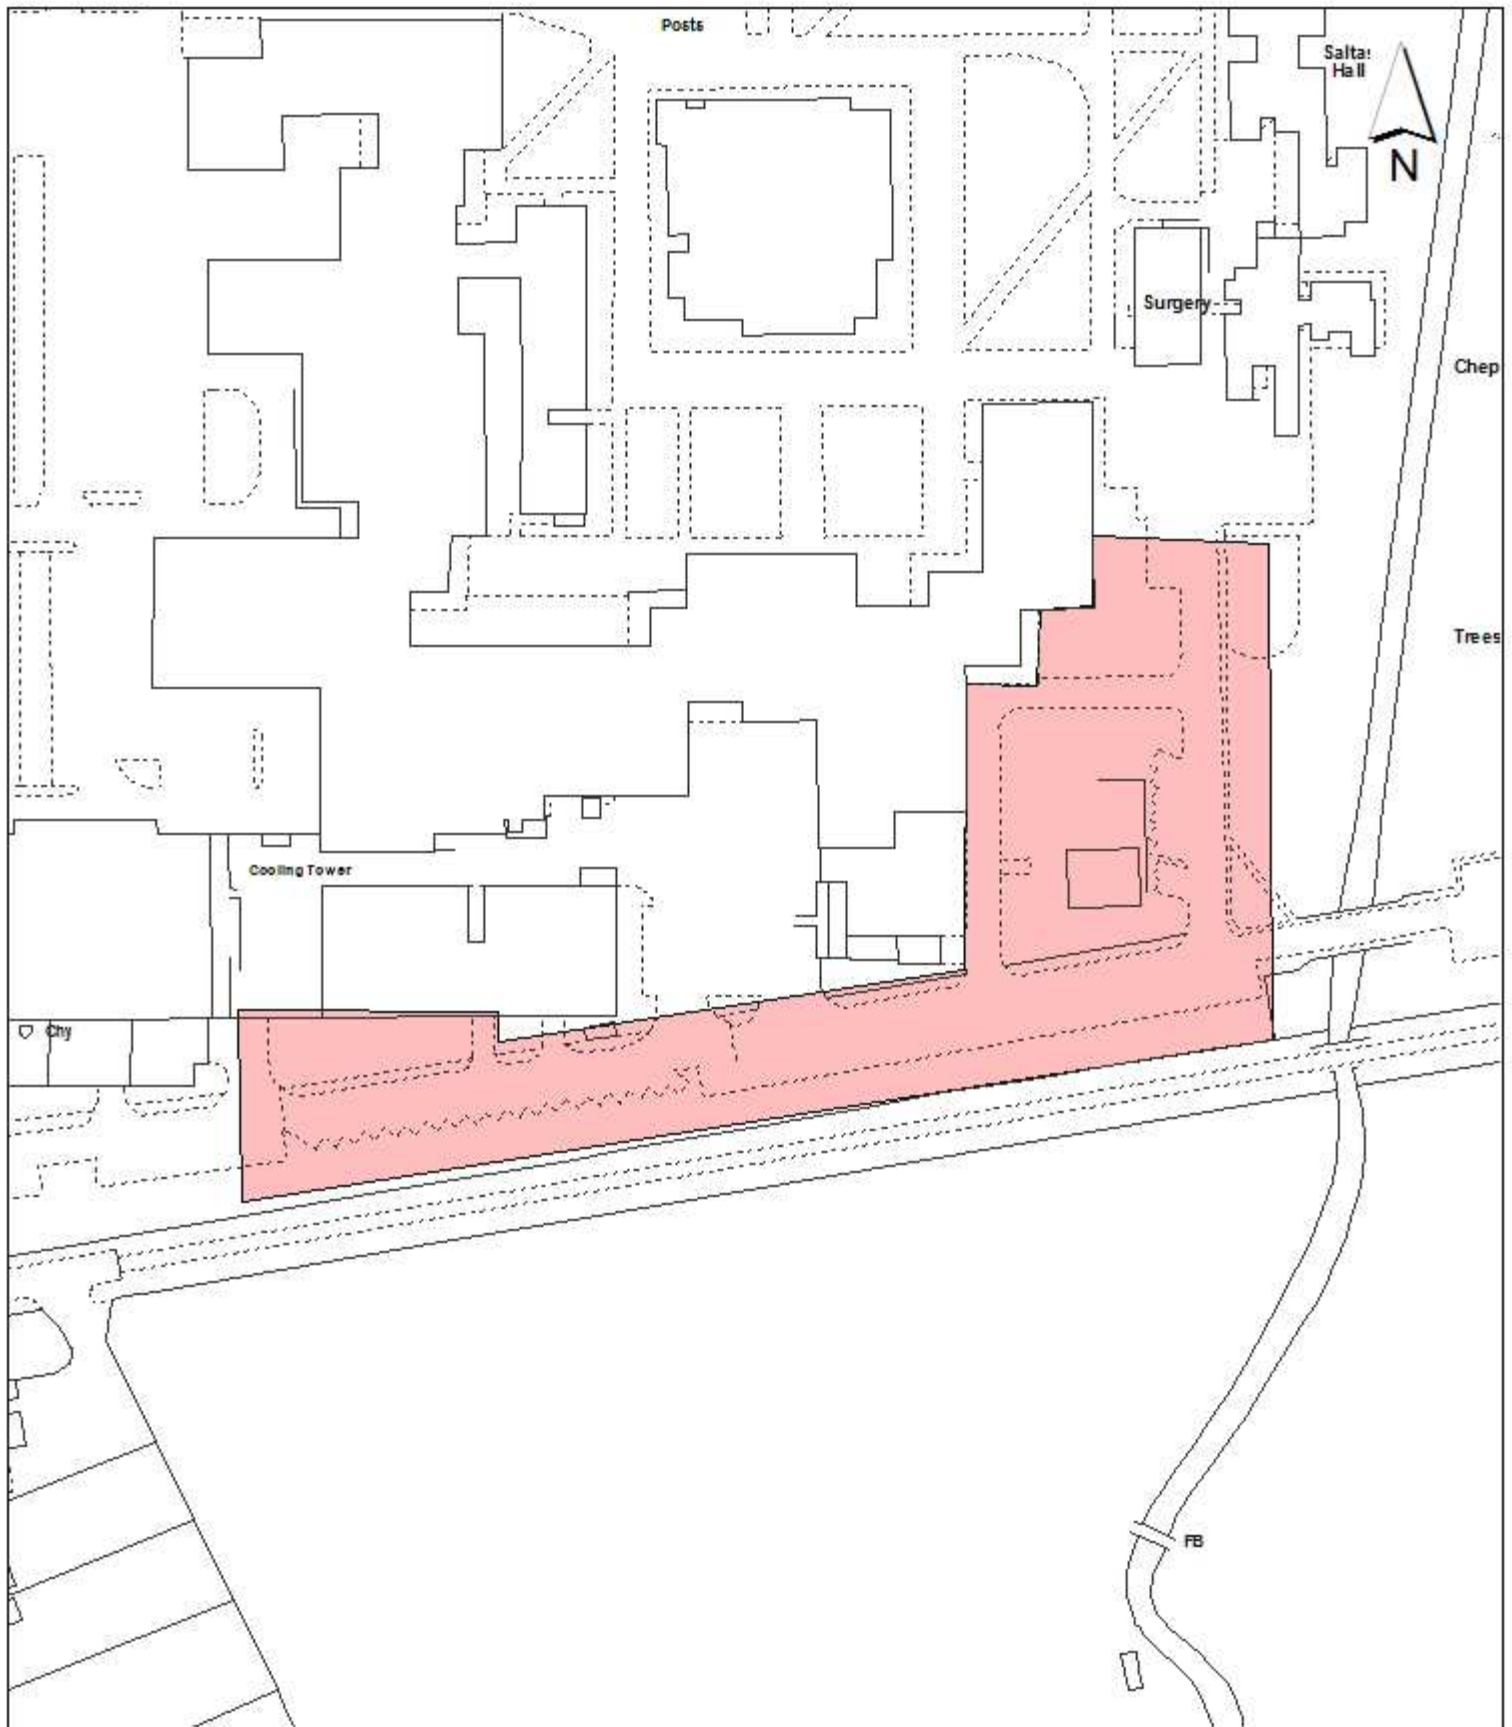 Posts
Saltas
Hall
N
Surgery
Chep
Trees
Cooling Tower
Chy
FB